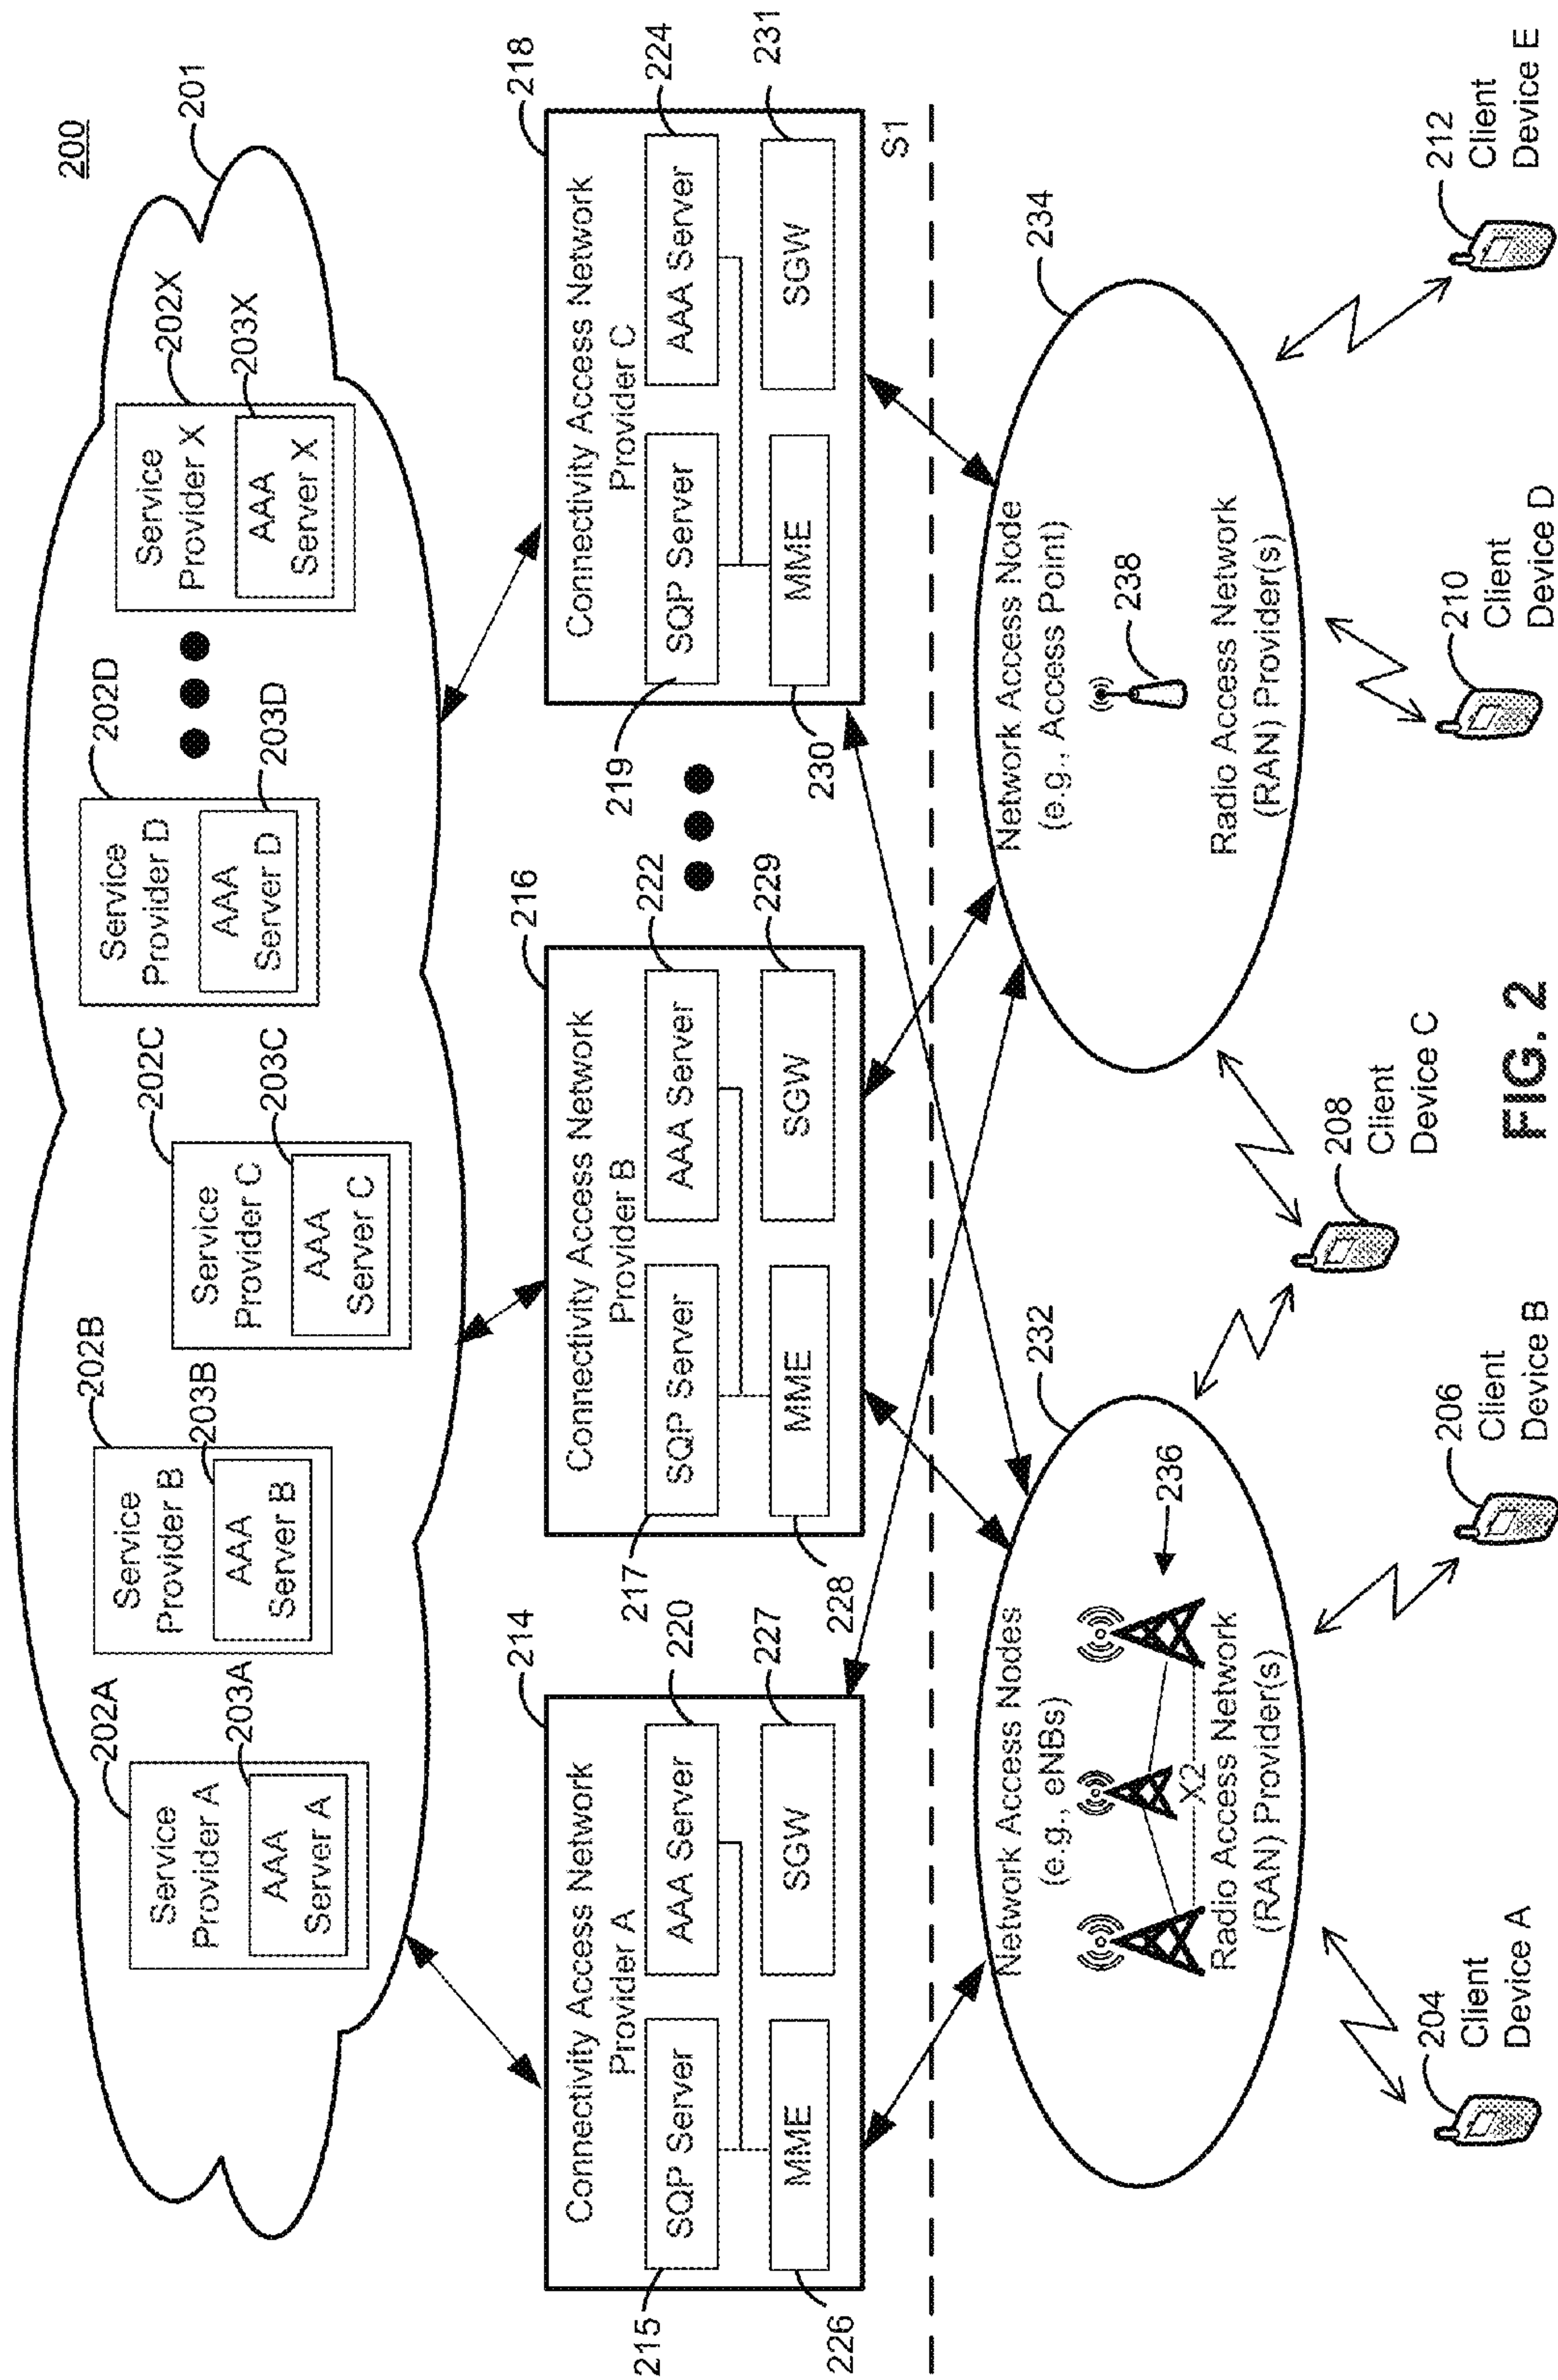 200
201
202A
Service
Provider A
203A
AAA
Server A
202B
Service
Provider B
203B
AAA
Server B
202C
Service
Provider C
203C
AAA
Server C
202D
Service
Provider D
203D
AAA
Server D
202X
Service
Provider X
203X
AAA
Server X
214
Connectivity Access Network
Provider A
215
SQP Server
220
AAA Server
226
MME
227
SGW
216
Connectivity Access Network
Provider B
217
SQP Server
222
AAA Server
228
MME
229
SGW
218
Connectivity Access Network
Provider C
219
SQP Server
224
AAA Server
230
MME
231
SGW
S1
232
Network Access Nodes
(e.g., eNBs)
236
X2
Radio Access Network
(RAN) Provider(s)
234
Network Access Node
(e.g., Access Point)
238
Radio Access Network
(RAN) Provider(s)
204
Client
Device A
206
Client
Device B
208
Client
Device C
210
Client
Device D
212
Client
Device E
FIG. 2